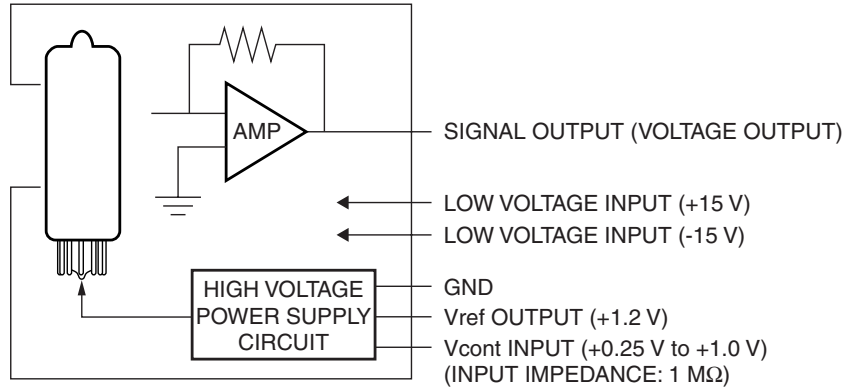 AMP
SIGNAL OUTPUT (VOLTAGE OUTPUT)
LOW VOLTAGE INPUT (+15 V)
LOW VOLTAGE INPUT (-15 V)
HIGH VOLTAGE
POWER SUPPLY
CIRCUIT
GND
Vref OUTPUT (+1.2 V)
Vcont INPUT (+0.25 V to +1.0 V)
(INPUT IMPEDANCE: 1 MΩ)